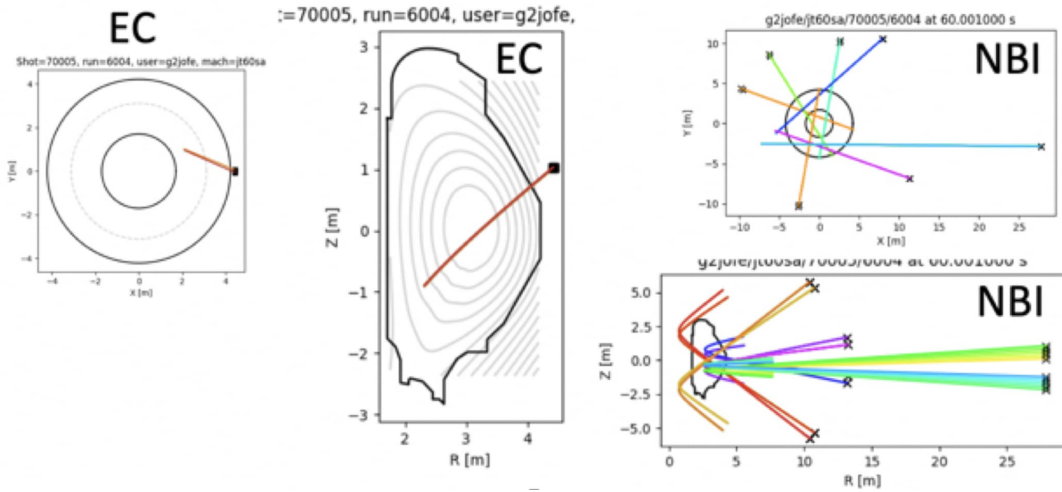 EC
Shot=70005, run=6004, user=g2jofe, mach=jt60sa
4
2
0
−2
−4
Y [m]
−4
−2
0
2
4
X [m]
:=70005, run=6004, user=g2jofe,
EC
3
2
1
0
−1
−2
−3
Z [m]
2
3
4
R [m]
g2jofe/jt60sa/70005/6004 at 60.001000 s
NBI
10
5
0
−5
−10
Y [m]
−10
−5
0
5
10
15
20
25
X [m]
g2jofe/jt60sa/70005/6004 at 60.001000 s
NBI
5.0
2.5
0.0
−2.5
−5.0
Z [m]
0
5
10
15
20
25
R [m]